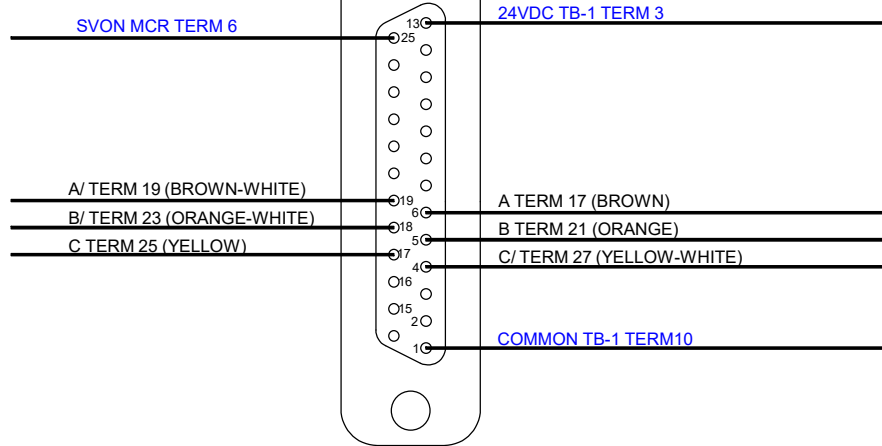 24VDC TB-1 TERM 3
13
SVON MCR TERM 6
25
A/ TERM 19 (BROWN-WHITE)
19
A TERM 17 (BROWN)
6
B/ TERM 23 (ORANGE-WHITE)
18
B TERM 21 (ORANGE)
5
C TERM 25 (YELLOW)
17
C/ TERM 27 (YELLOW-WHITE)
4
16
15
2
COMMON TB-1 TERM10
1